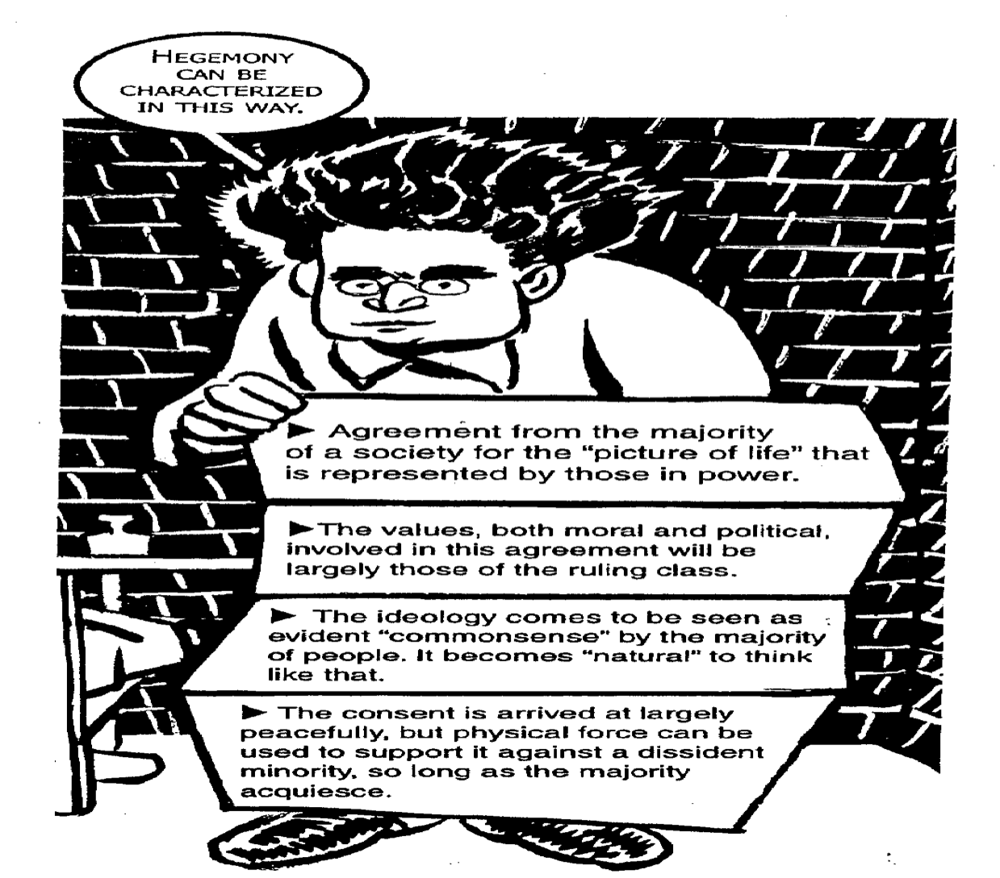 HEGEMONY
CAN BE
CHARACTERIZED
IN THIS WAY.
► Agreement from the majority
of a society for the “picture of life” that
is represented by those in power.
►The values, both moral and political,
involved in this agreement will be
largely those of the ruling class.
► The ideology comes to be seen as
evident “commonsense” by the majority
of people. It becomes “natural” to think
like that.
► The consent is arrived at largely
peacefully, but physical force can be
used to support it against a dissident
minority, so long as the majority
acquiesce.